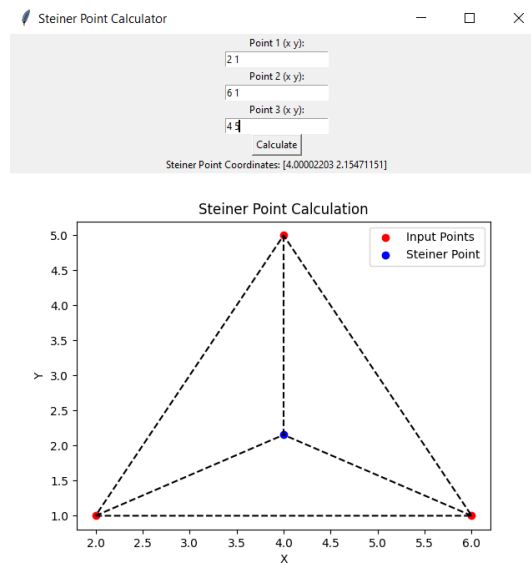 Steiner Point Calculator
Point 1 (x y):
2 1
Point 2 (x y):
6 1
Point 3 (x y):
4 5
Calculate
Steiner Point Coordinates: [4.00002203 2.15471151]
Steiner Point Calculation
Input Points
Steiner Point
5.0
4.5
4.0
3.5
3.0
2.5
2.0
1.5
1.0
Y
2.0 2.5 3.0 3.5 4.0 4.5 5.0 5.5 6.0
X